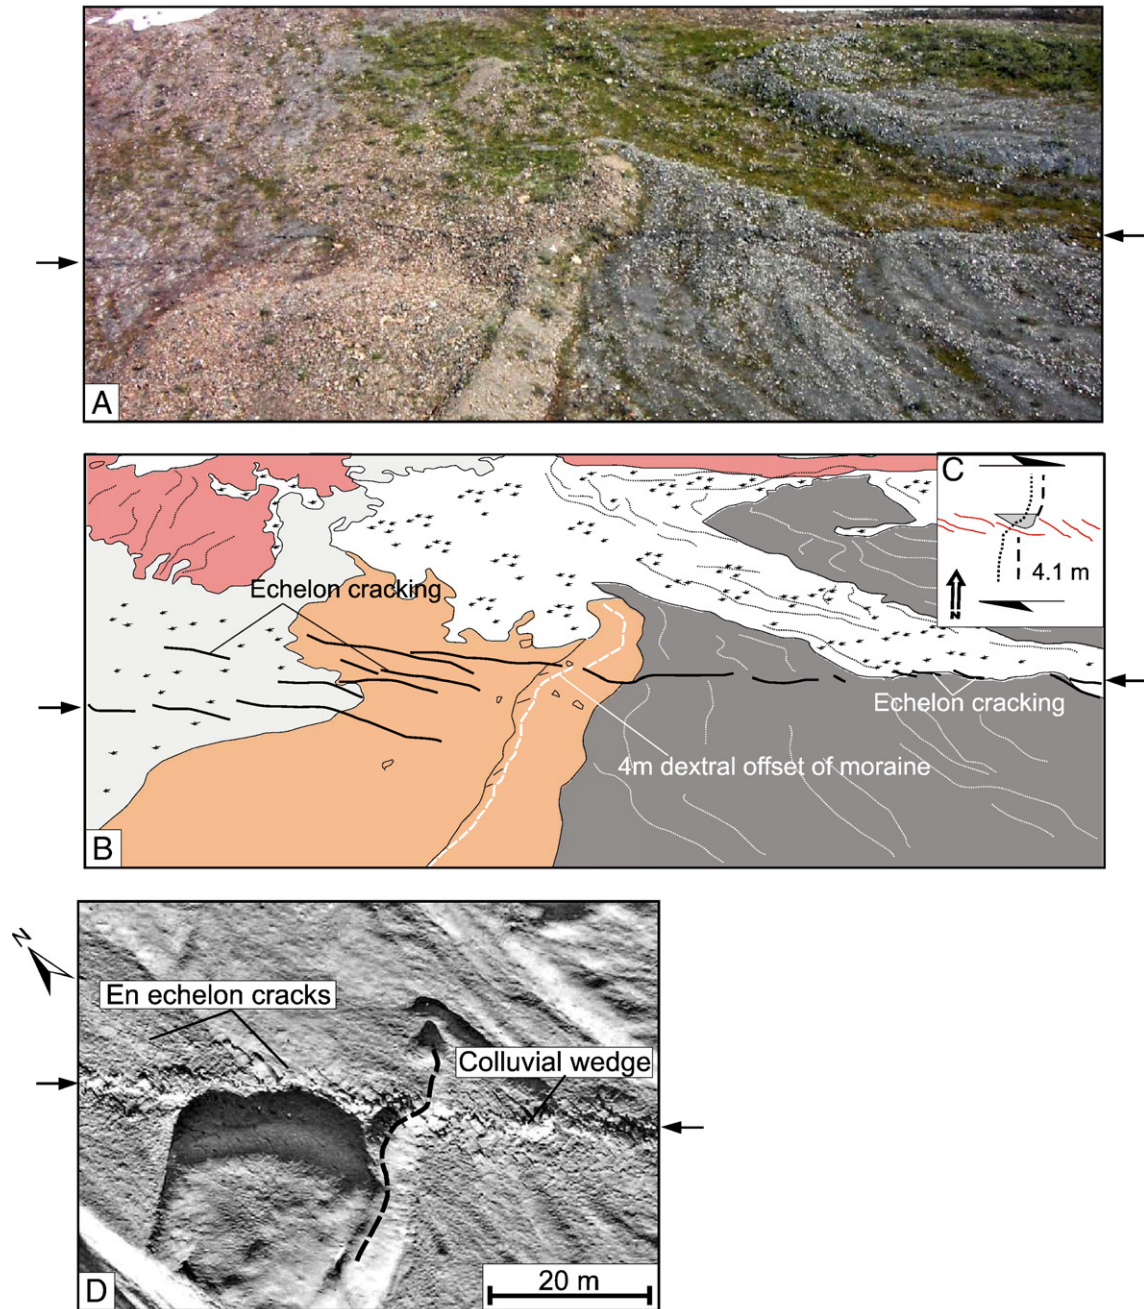 A
C
Echelon cracking
4.1 m
N
Echelon cracking
4m dextral offset of moraine
B
N
En echelon cracks
Colluvial wedge
D
20 m